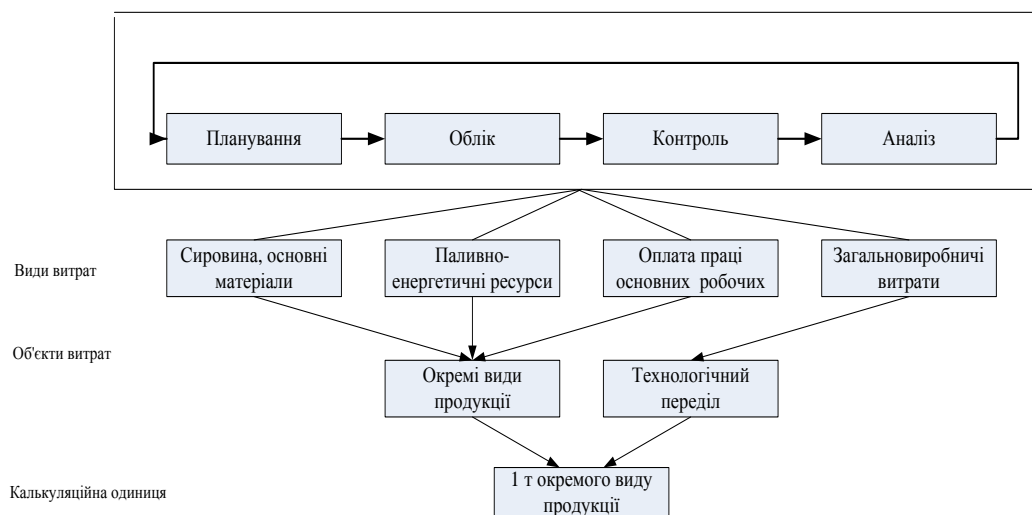 Планування
Облік
Контроль
Аналіз
Види витрат
Сировина, основні
матеріали
Паливно-
енергетичні ресурси
Оплата праці
основних робочих
Загальновиробничі
витрати
Об'єкти витрат
Окремі види
продукції
Технологічний
переділ
Калькуляційна одиниця
1 т окремого виду
продукції